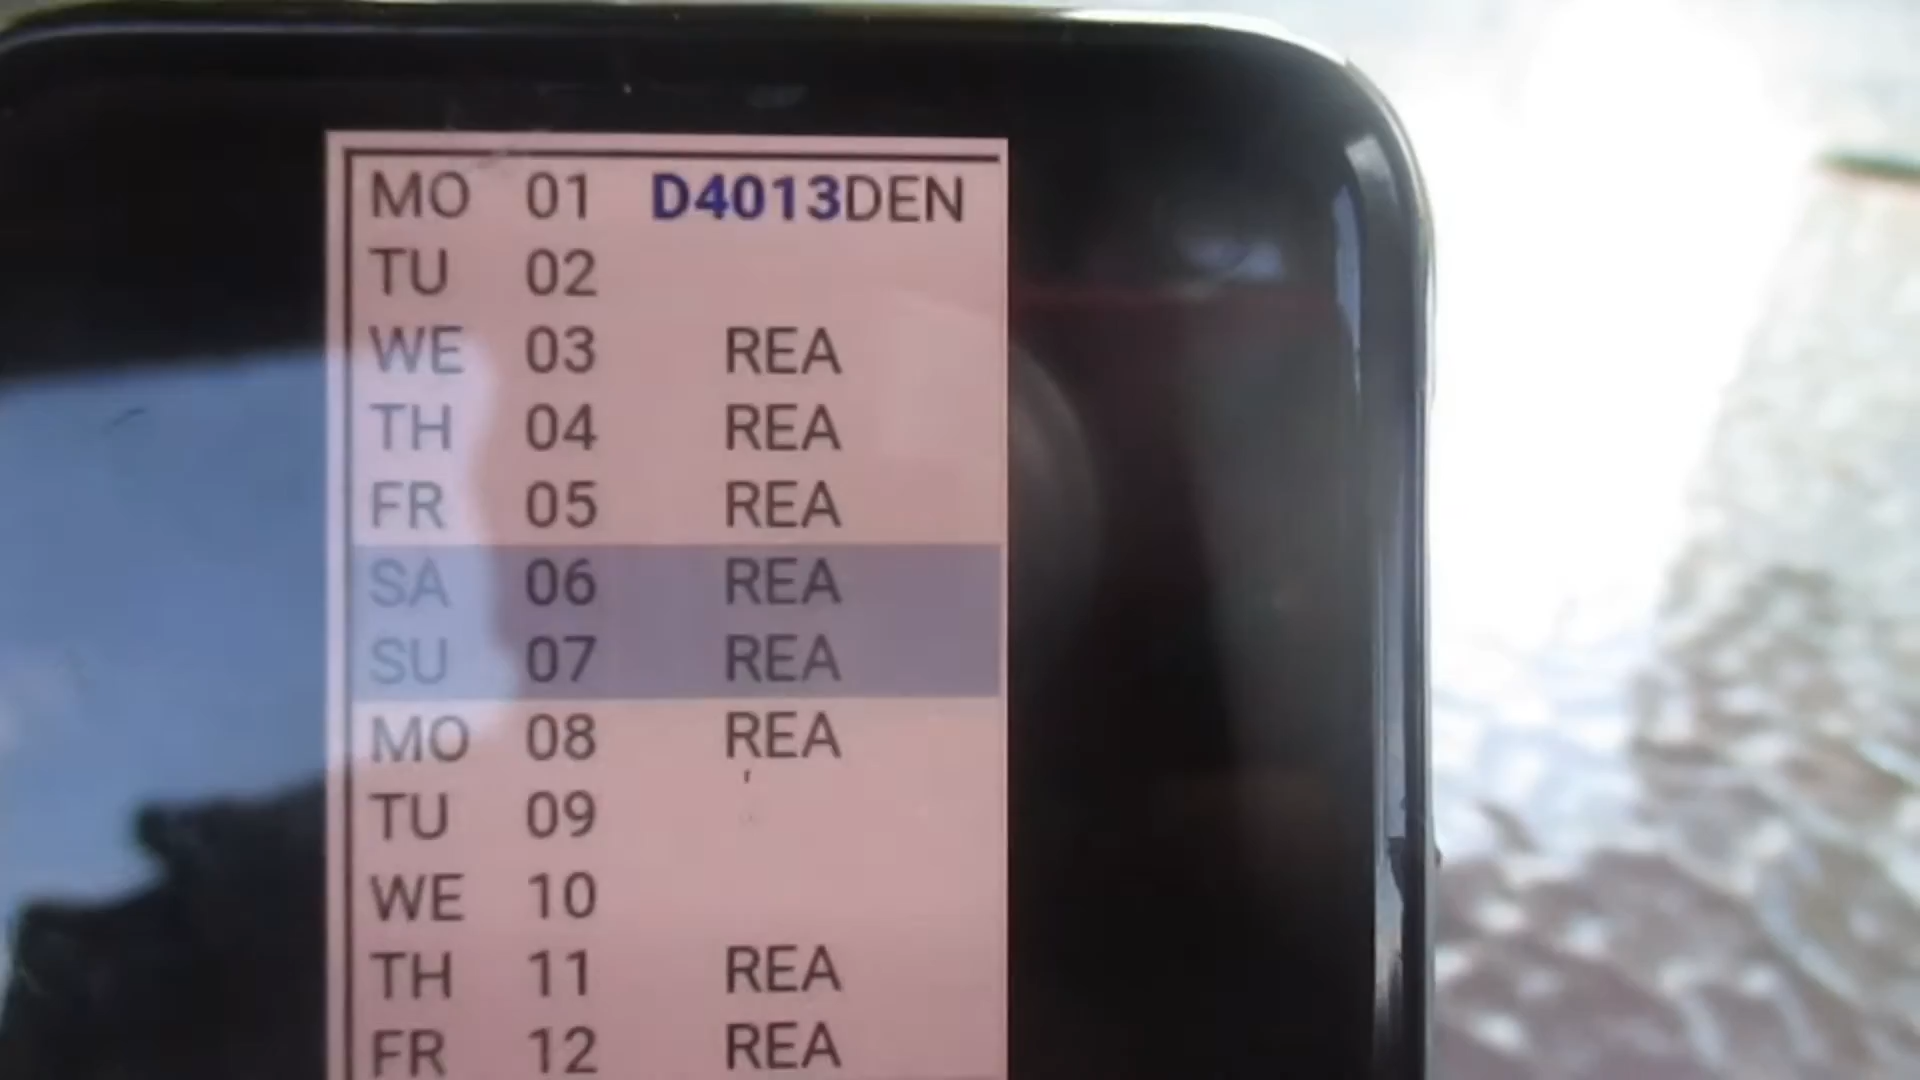 MO 01 D4013DEN
TU 02
WE 03 REA
TH 04 REA
FR 05 REA
SA 06 REA
SU 07 REA
MO 08 REA
TU 09
WE 10
TH 11 REA
FR 12 REA